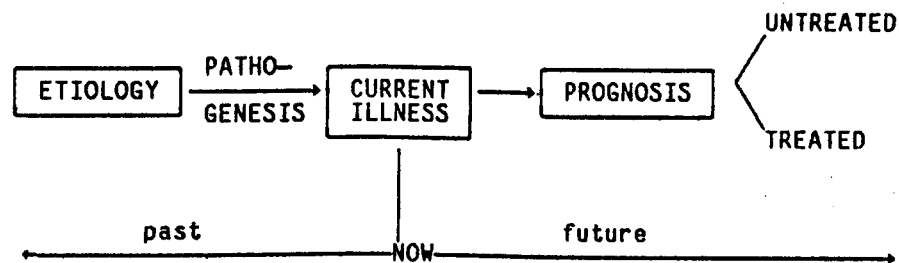 UNTREATED
PATHO-
ETIOLOGY
CURRENT
PROGNOSIS
GENESIS
ILLNESS
TREATED
past
future
NOW